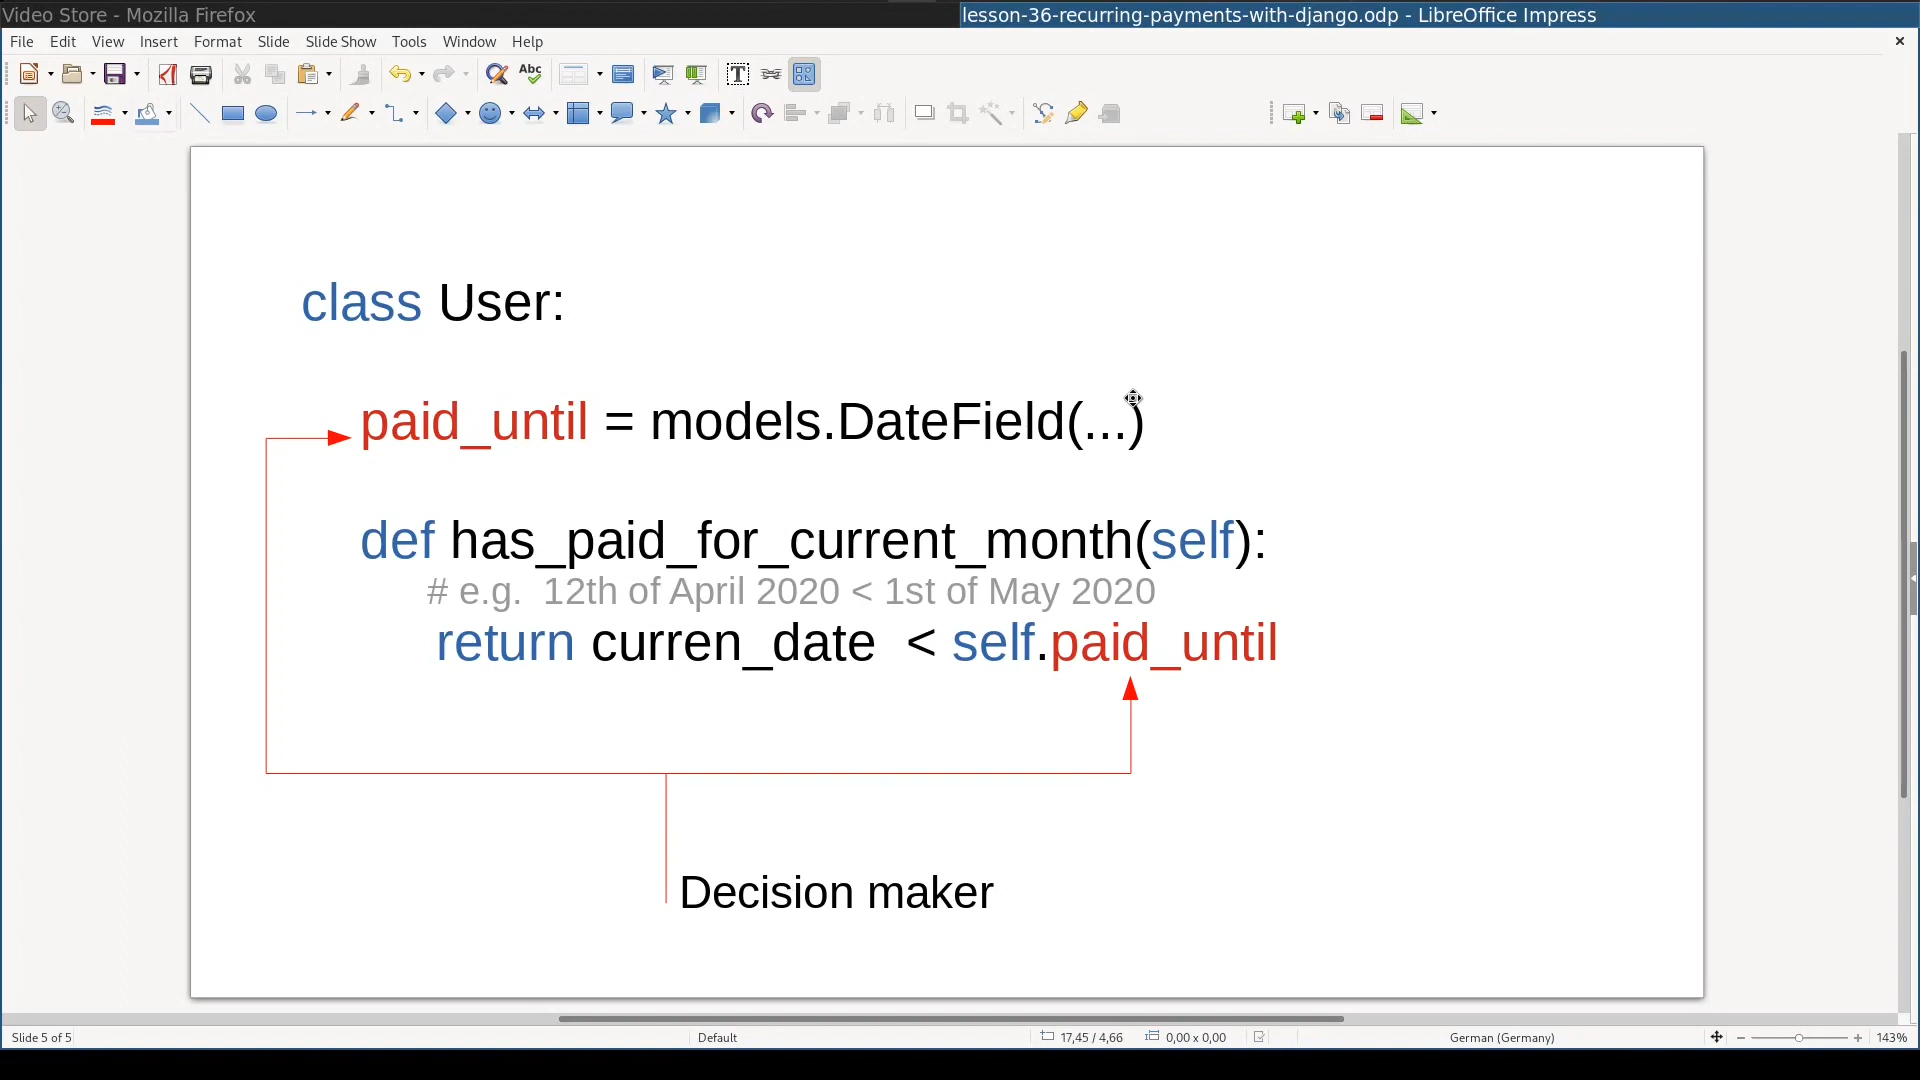 Video Store - Mozilla Firefox
lesson-36-recurring-payments-with-django.odp - LibreOffice Impress
File Edit View Insert Format Slide Slide Show Tools Window Help
Abc
T
class User:
paid_until = models.DateField(...)
def has_paid_for_current_month(self):
# e.g.  12th of April 2020 < 1st of May 2020
return curren_date  < self.paid_until
Decision maker
Slide 5 of 5
Default
17,45 / 4,66
0,00 x 0,00
German (Germany)
143%